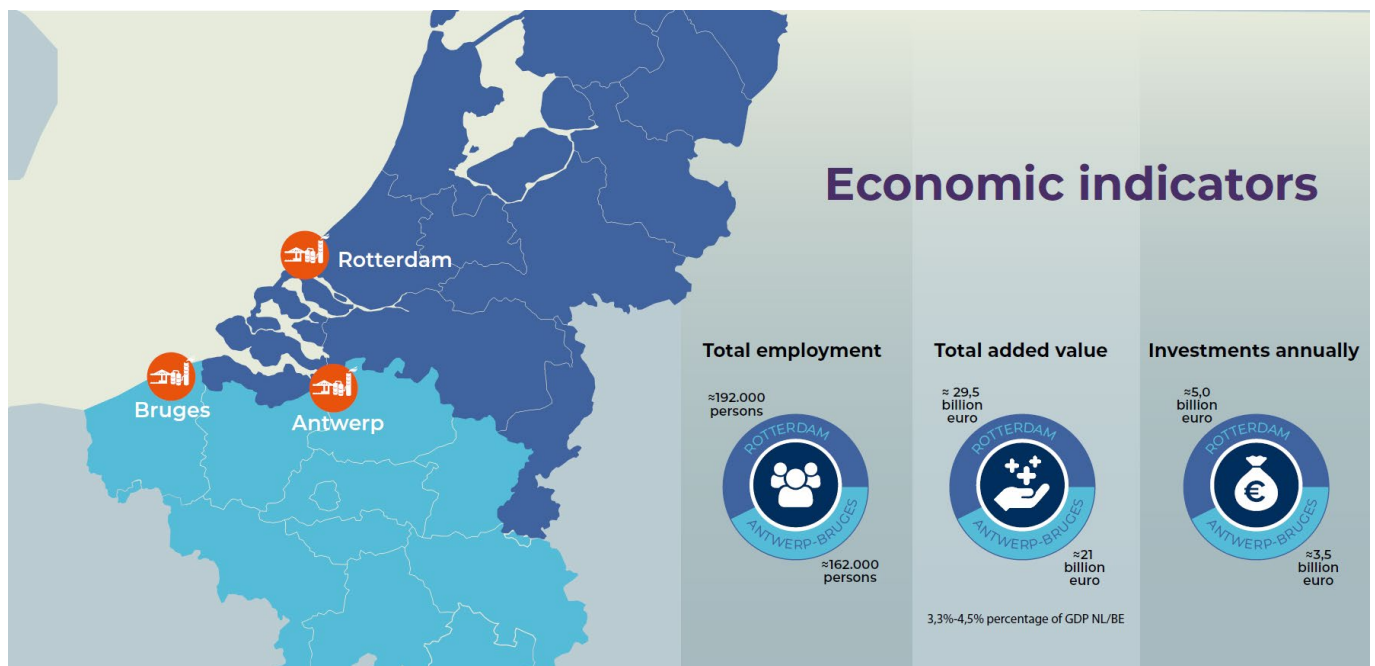 Economic indicators
Rotterdam
Bruges
Antwerp
Total employment
≈192.000
persons
ROTTERDAM
ANTWERP-BRUGES
≈162.000
persons
Total added value
≈ 29,5
billion
euro
ROTTERDAM
ANTWERP-BRUGES
≈21
billion
euro
3,3%-4,5% percentage of GDP NL/BE
Investments annually
≈5,0
billion
euro
ROTTERDAM
ANTWERP-BRUGES
≈3,5
billion
euro